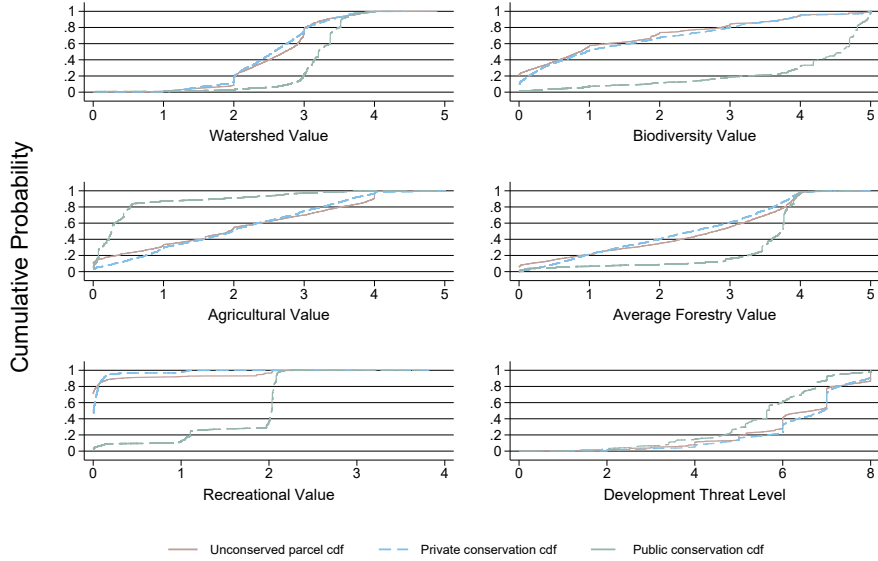 Cumulative Probability
1
.8
.6
.4
.2
0
0 1 2 3 4 5
Watershed Value
1
.8
.6
.4
.2
0
0 1 2 3 4 5
Biodiversity Value
1
.8
.6
.4
.2
0
0 1 2 3 4 5
Agricultural Value
1
.8
.6
.4
.2
0
0 1 2 3 4 5
Average Forestry Value
1
.8
.6
.4
.2
0
0 1 2 3 4
Recreational Value
1
.8
.6
.4
.2
0
0 2 4 6 8
Development Threat Level
Unconserved parcel cdf Private conservation cdf Public conservation cdf